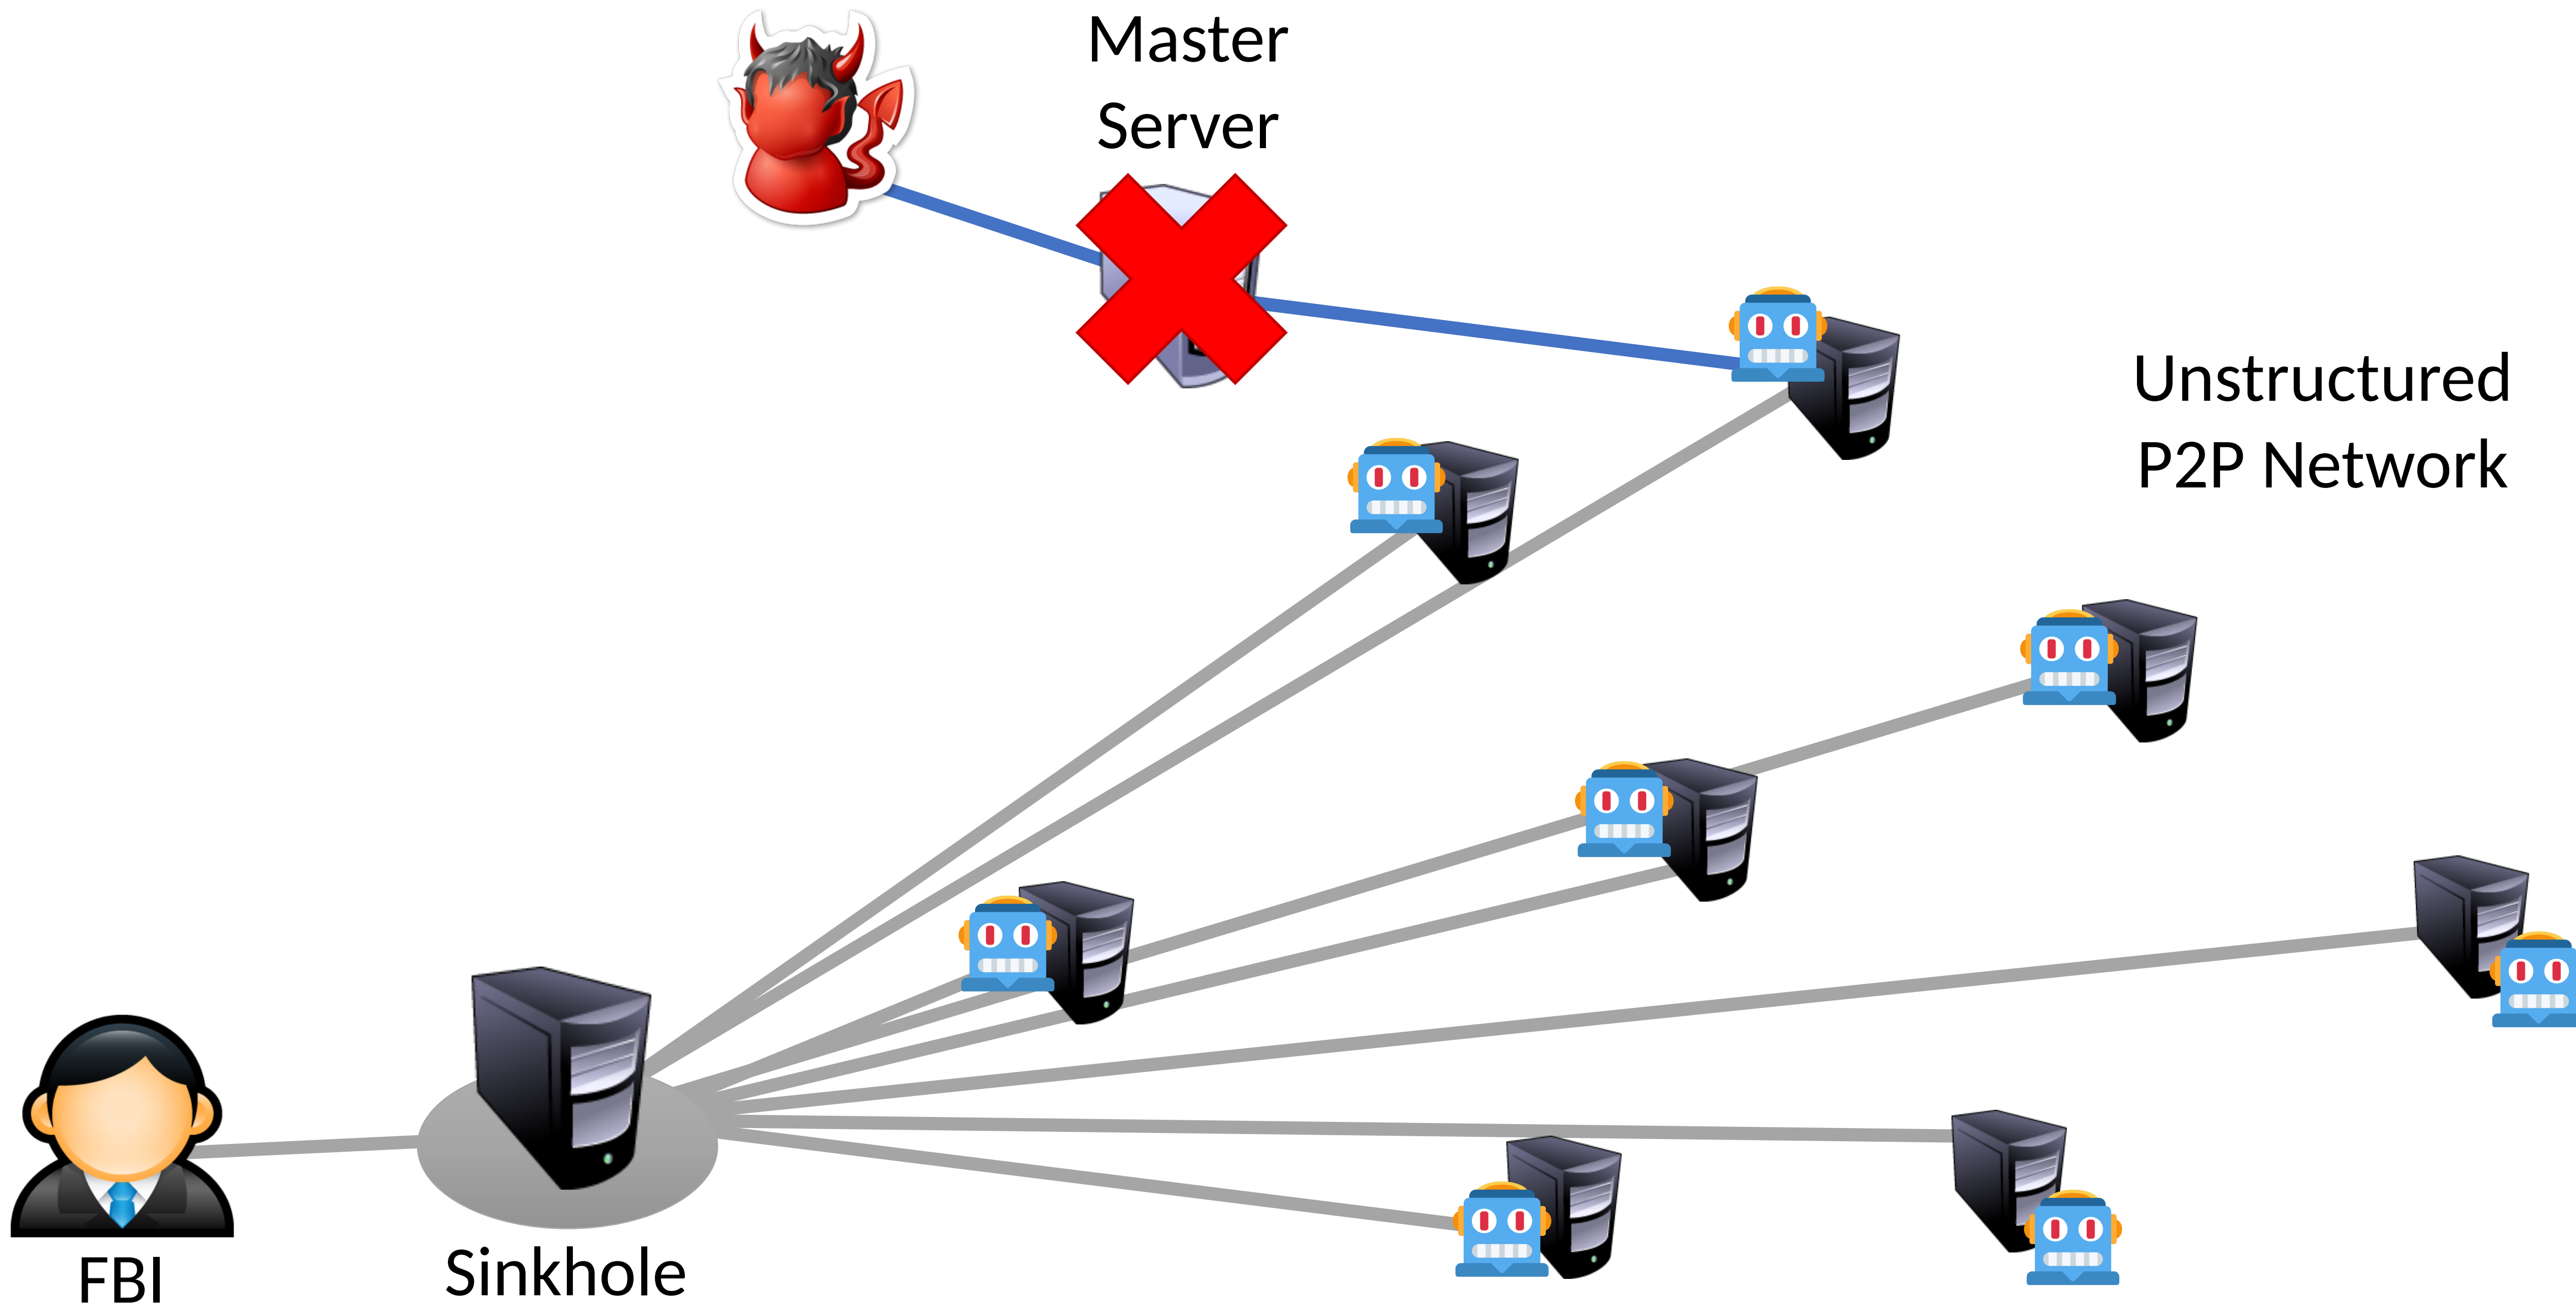 Master
Server
Unstructured
P2P Network
FBI
Sinkhole